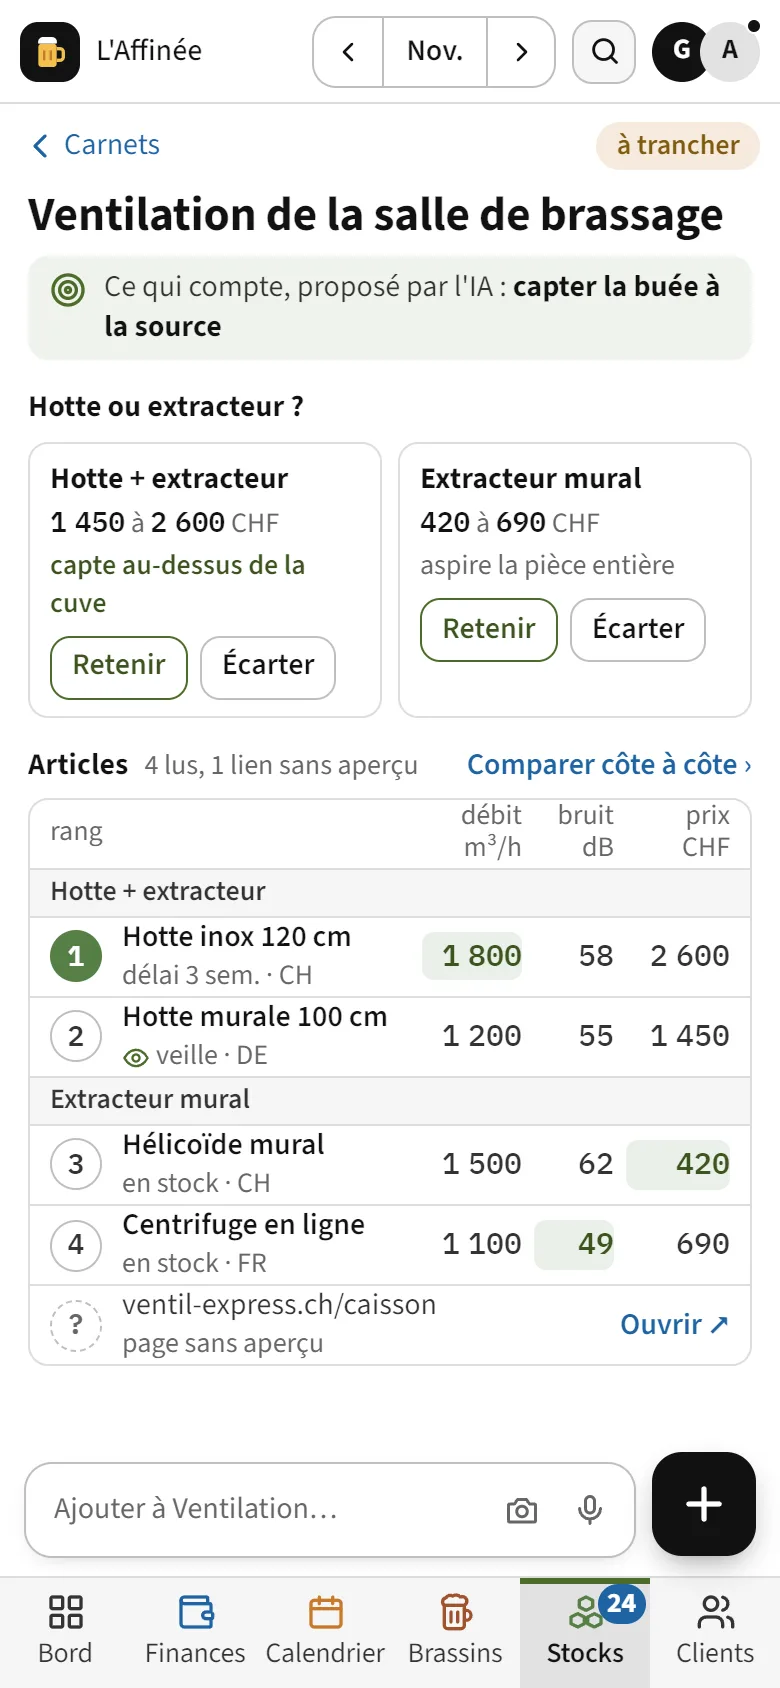 L'Affinée
Nov.
G
A
Carnets
à trancher
Ventilation de la salle de brassage
Ce qui compte, proposé par l'IA : capter la buée à
la source
Hotte ou extracteur ?
Hotte + extracteur
1 450 à 2 600 CHF
capte au-dessus de la
cuve
Retenir
Écarter
Extracteur mural
420 à 690 CHF
aspire la pièce entière
Retenir
Écarter
Articles 4 lus, 1 lien sans aperçu
Comparer côte à côte ›
rang
débit
m³/h
bruit
dB
prix
CHF
Hotte + extracteur
1 Hotte inox 120 cm 1 800 58 2 600
délai 3 sem. · CH
2 Hotte murale 100 cm 1 200 55 1 450
veille · DE
Extracteur mural
3 Hélicoïde mural 1 500 62 420
en stock · CH
4 Centrifuge en ligne 1 100 49 690
en stock · FR
? ventil-express.ch/caisson
page sans aperçu
Ouvrir ↗
Ajouter à Ventilation…
Bord
Finances
Calendrier
Brassins
24
Stocks
Clients